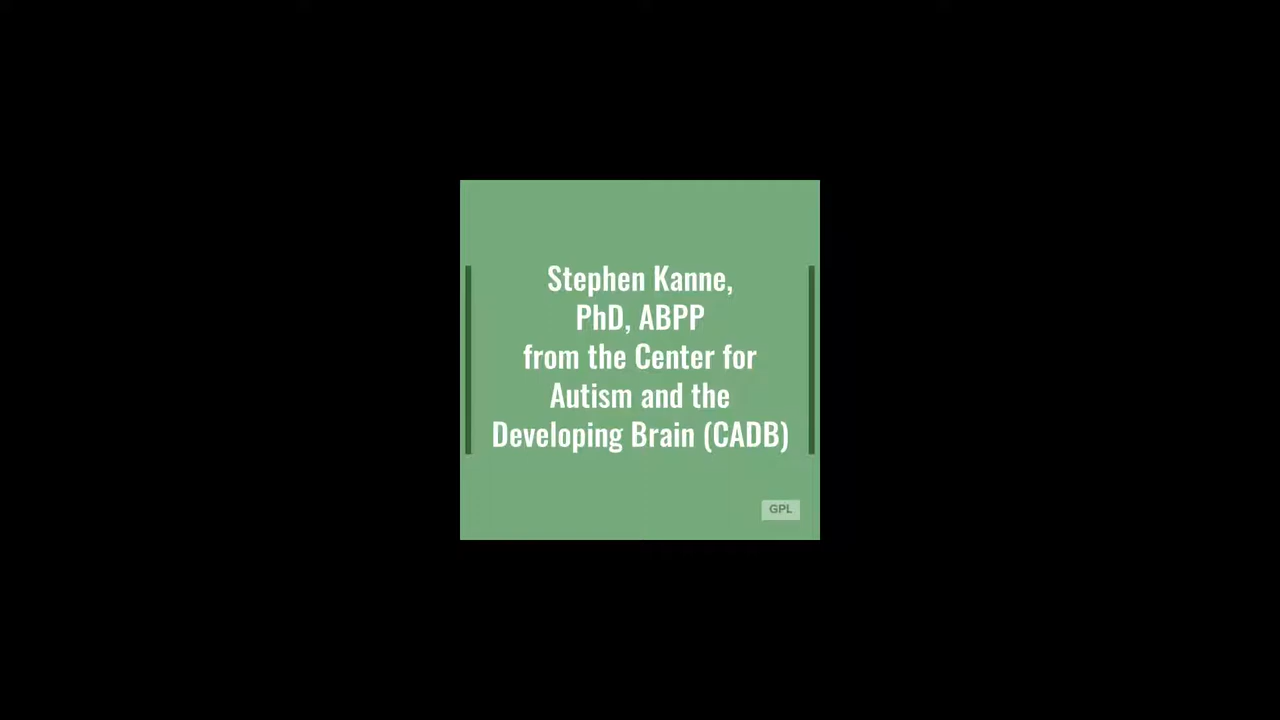 Stephen Kanne,
PhD, ABPP
from the Center for
Autism and the
Developing Brain (CADB)
GPL